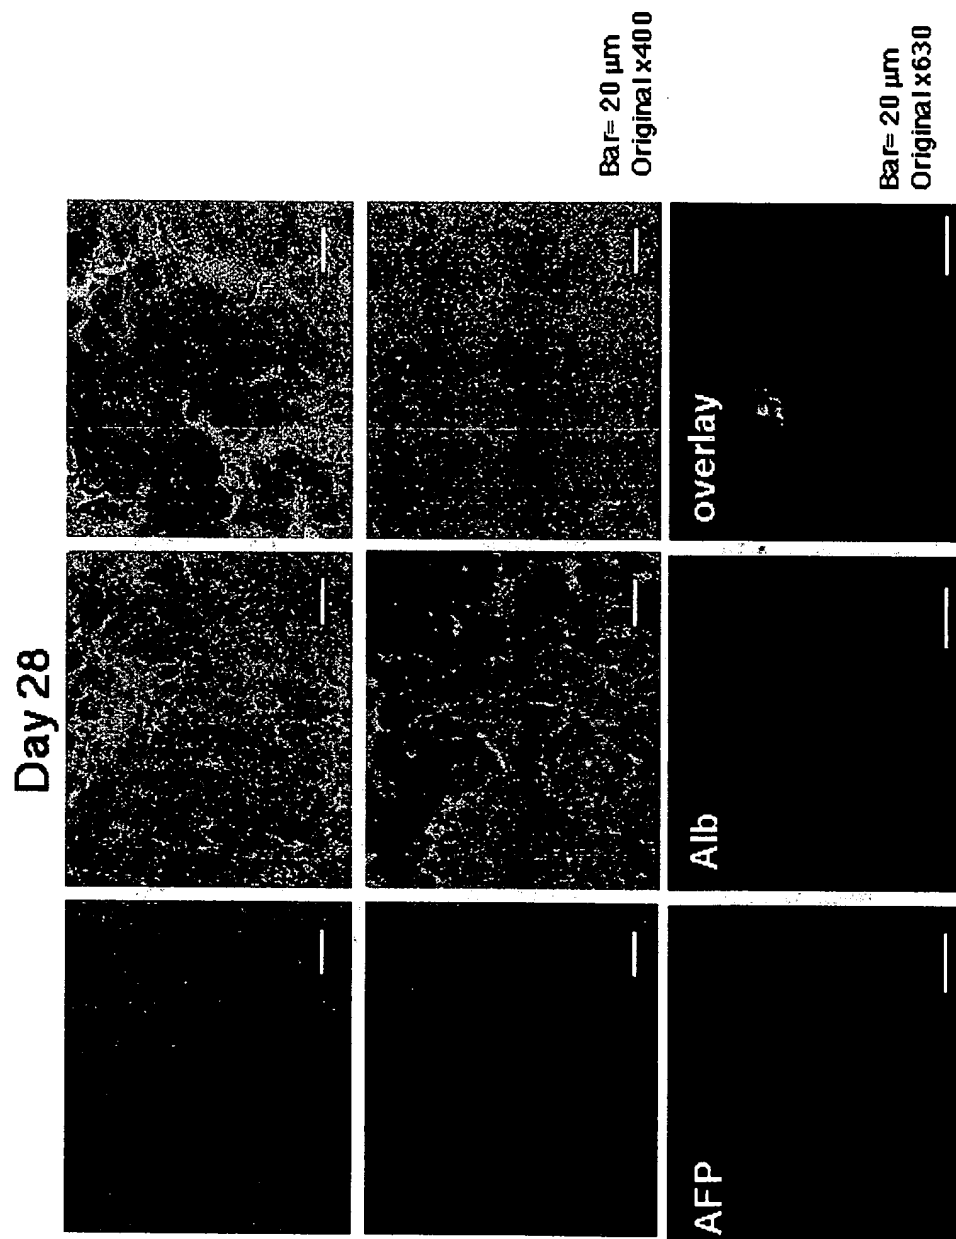 Day 28
Bar= 20 µm
Original x400
AFP
Alb
overlay
Bar= 20 µm
Original x630